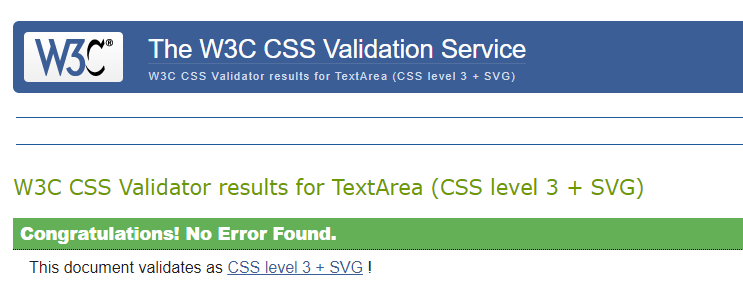 W3C®
The W3C CSS Validation Service
W3C CSS Validator results for TextArea (CSS level 3 + SVG)
W3C CSS Validator results for TextArea (CSS level 3 + SVG)
Congratulations! No Error Found.
This document validates as CSS level 3 + SVG !